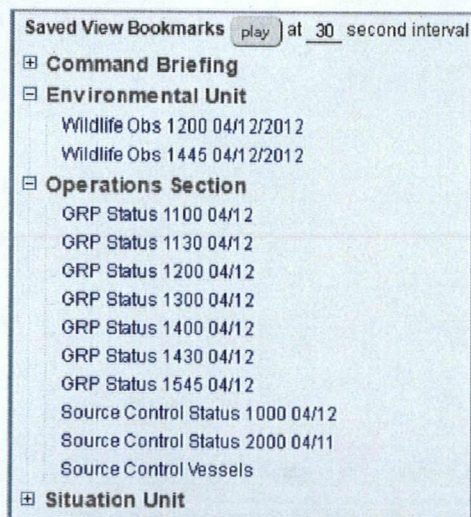 Saved View Bookmarks play at 30 second interval
Command Briefing
Environmental Unit
Wildlife Obs 1200 04/12/2012
Wildlife Obs 1445 04/12/2012
Operations Section
GRP Status 1100 04/12
GRP Status 1130 04/12
GRP Status 1200 04/12
GRP Status 1300 04/12
GRP Status 1400 04/12
GRP Status 1430 04/12
GRP Status 1545 04/12
Source Control Status 1000 04/12
Source Control Status 2000 04/11
Source Control Vessels
Situation Unit